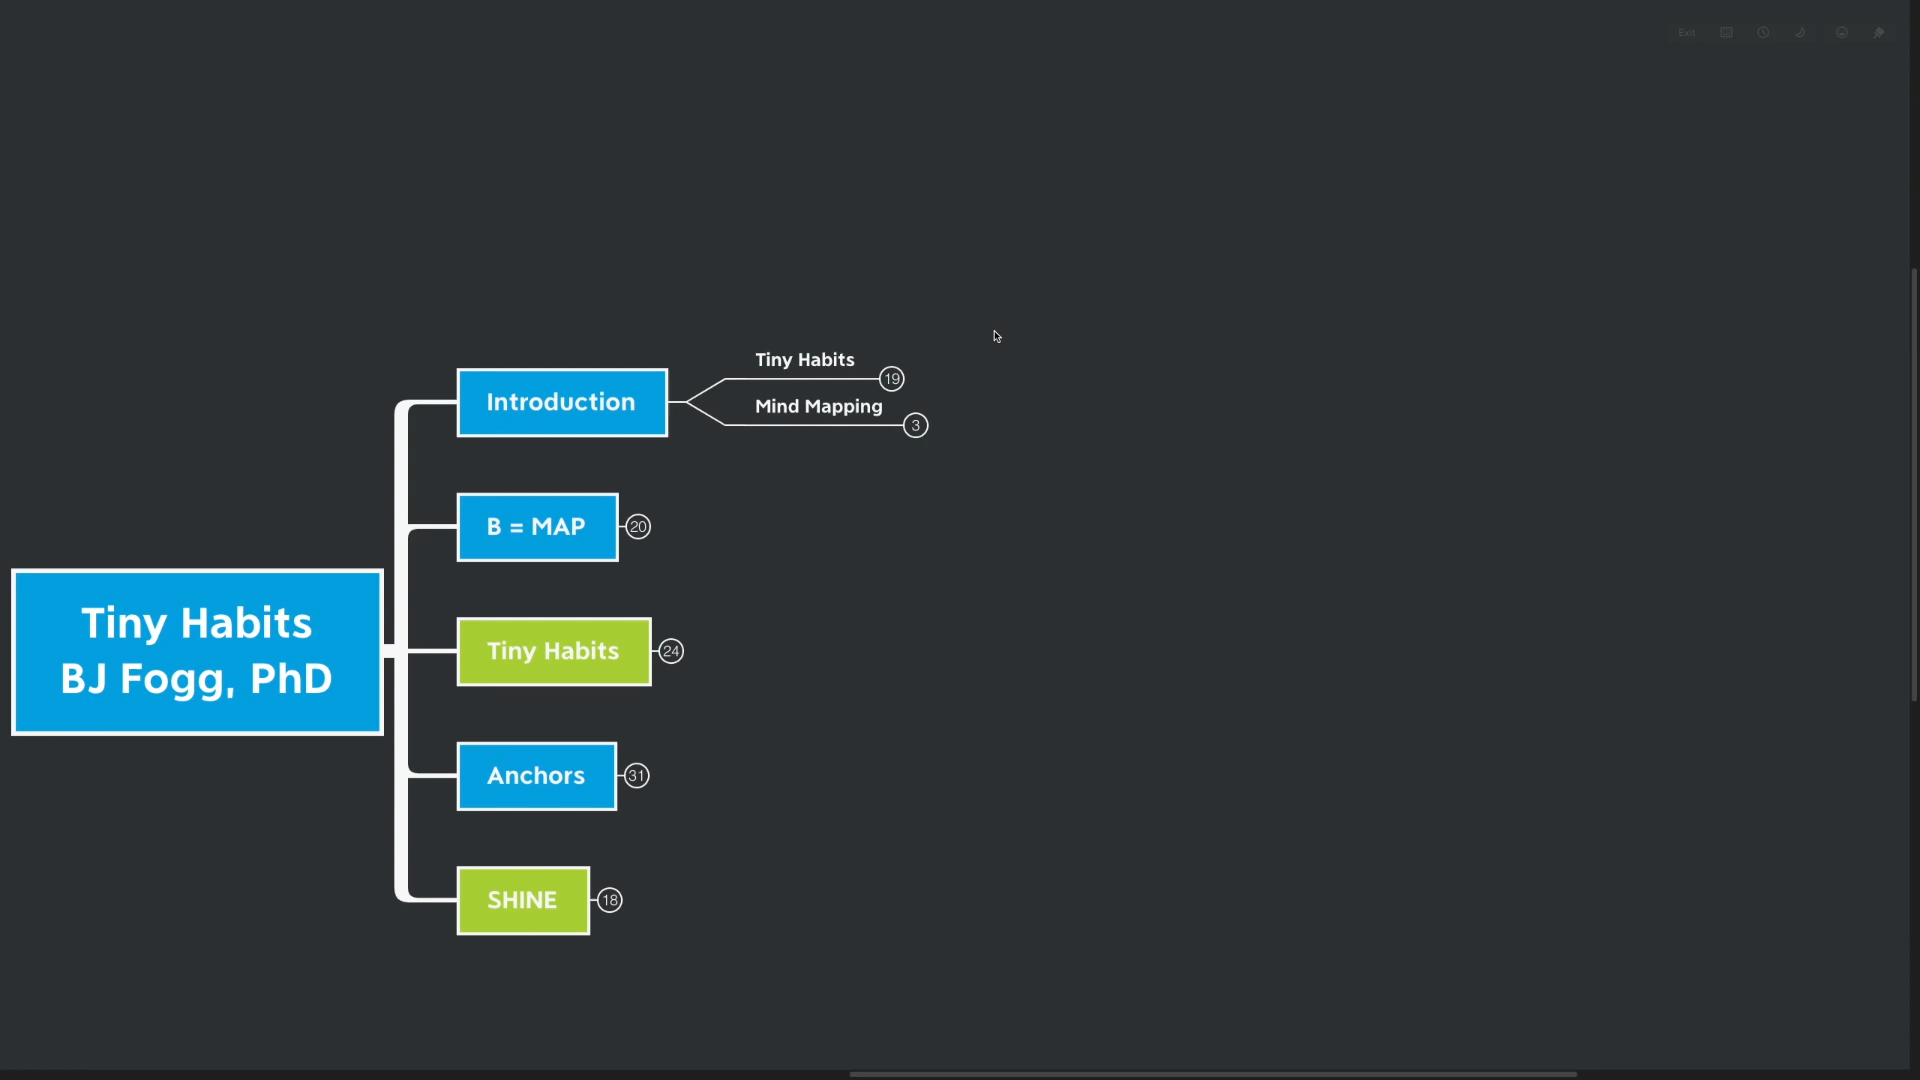 Exit
Tiny Habits
19
Introduction
Mind Mapping
3
B = MAP
20
Tiny Habits
BJ Fogg, PhD
Tiny Habits
24
Anchors
31
SHINE
18